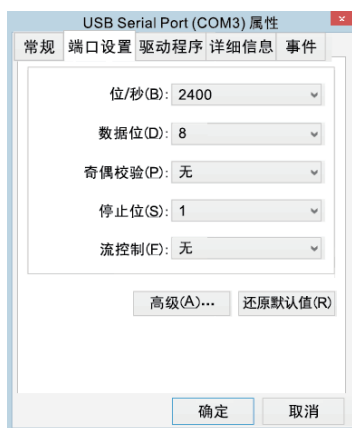 USB Serial Port (COM3) 属性
常规 端口设置 驱动程序 详细信息 事件
位/秒(B): 2400
数据位(D): 8
奇偶校验(P): 无
停止位(S): 1
流控制(F): 无
高级(A)··· 还原默认值(R)
确定 取消